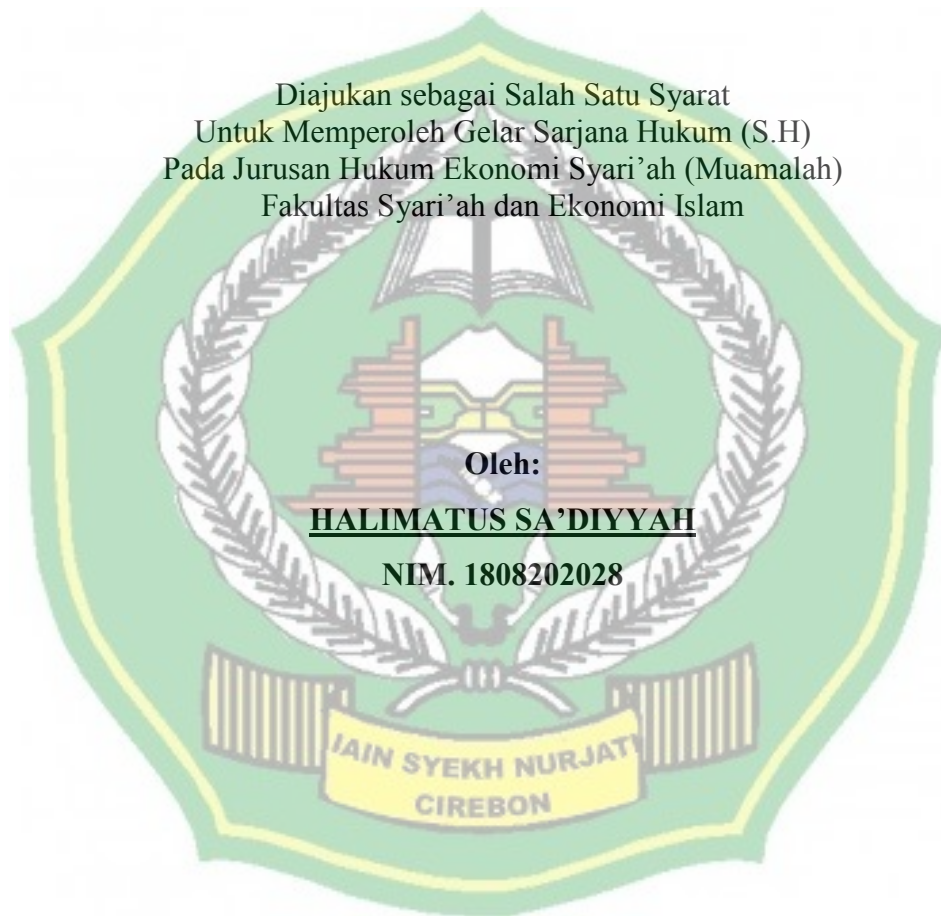 Diajukan sebagai Salah Satu Syarat
Untuk Memperoleh Gelar Sarjana Hukum (S.H)
Pada Jurusan Hukum Ekonomi Syari’ah (Muamalah)
Fakultas Syari’ah dan Ekonomi Islam
Oleh:
HALIMATUS SA’DIYYAH
NIM. 1808202028
IAIN SYEKH NURJATI
CIREBON